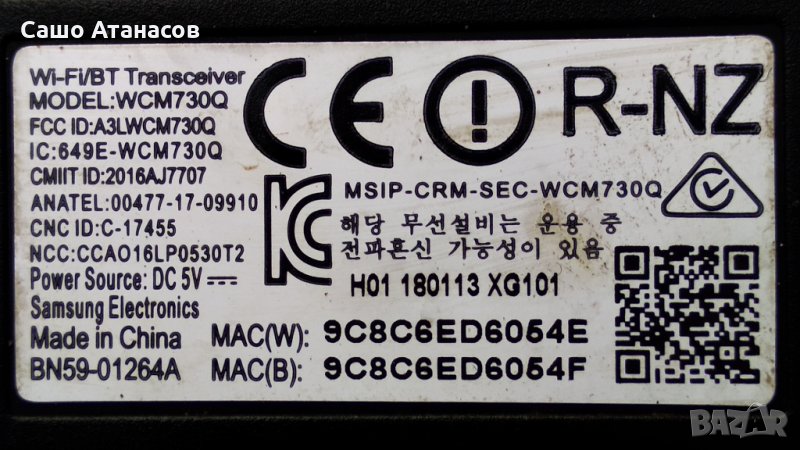 Сашо Атанасов
Wi-Fi/BT Transceiver
MODEL:WCM730Q
FCC ID:A3LWCM730Q
IC:649E-WCM730Q
CMIIT ID:2016AJ7707
ANATEL:00477-17-09910
CNC ID:C-17455
NCC:CCAO16LP0530T2
Power Source: DC 5V
Samsung Electronics
Made in China
BN59-01264A
CE
R-NZ
MSIP-CRM-SEC-WCM730Q
해당 무선설비는 운용 중
전파혼신 가능성이 있음
H01 180113 XG101
MAC(W): 9C8C6ED6054E
MAC(B): 9C8C6ED6054F
BAZAR